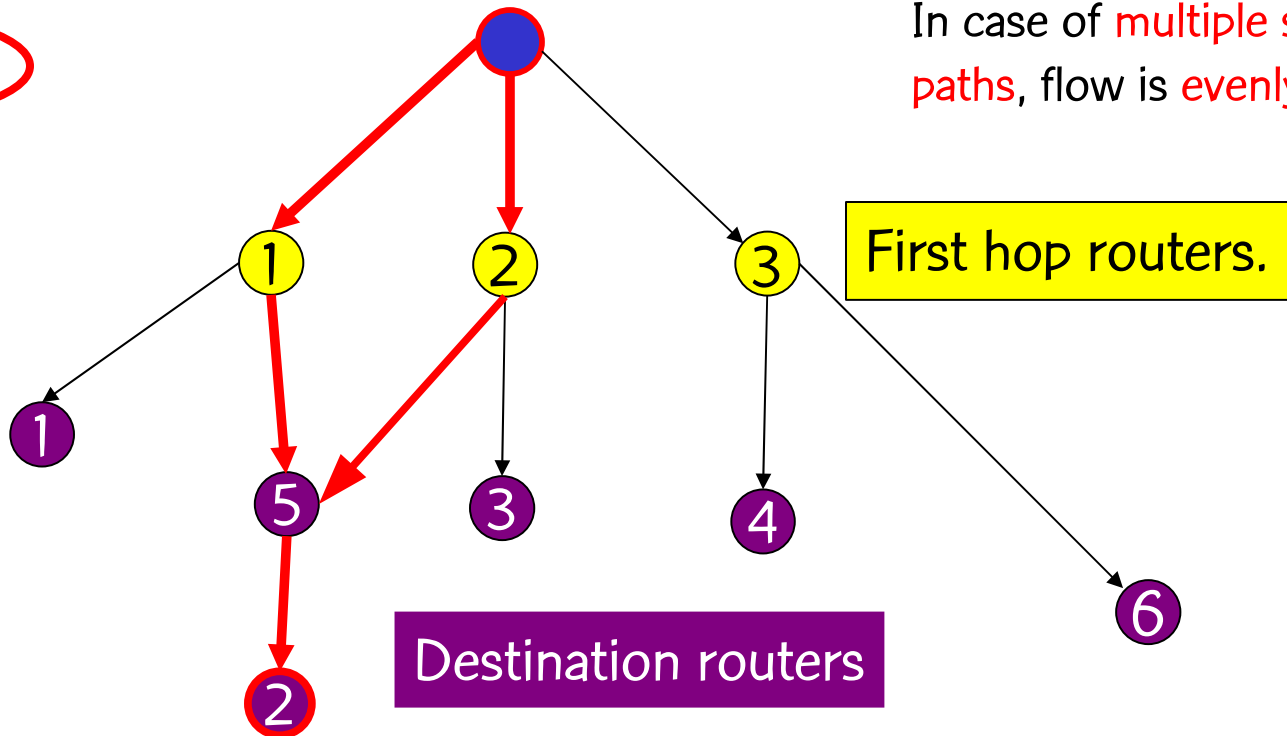 In case of multiple
paths, flow is evenly
First hop routers.
1
2
3
1
5
3
4
6
2
Destination routers